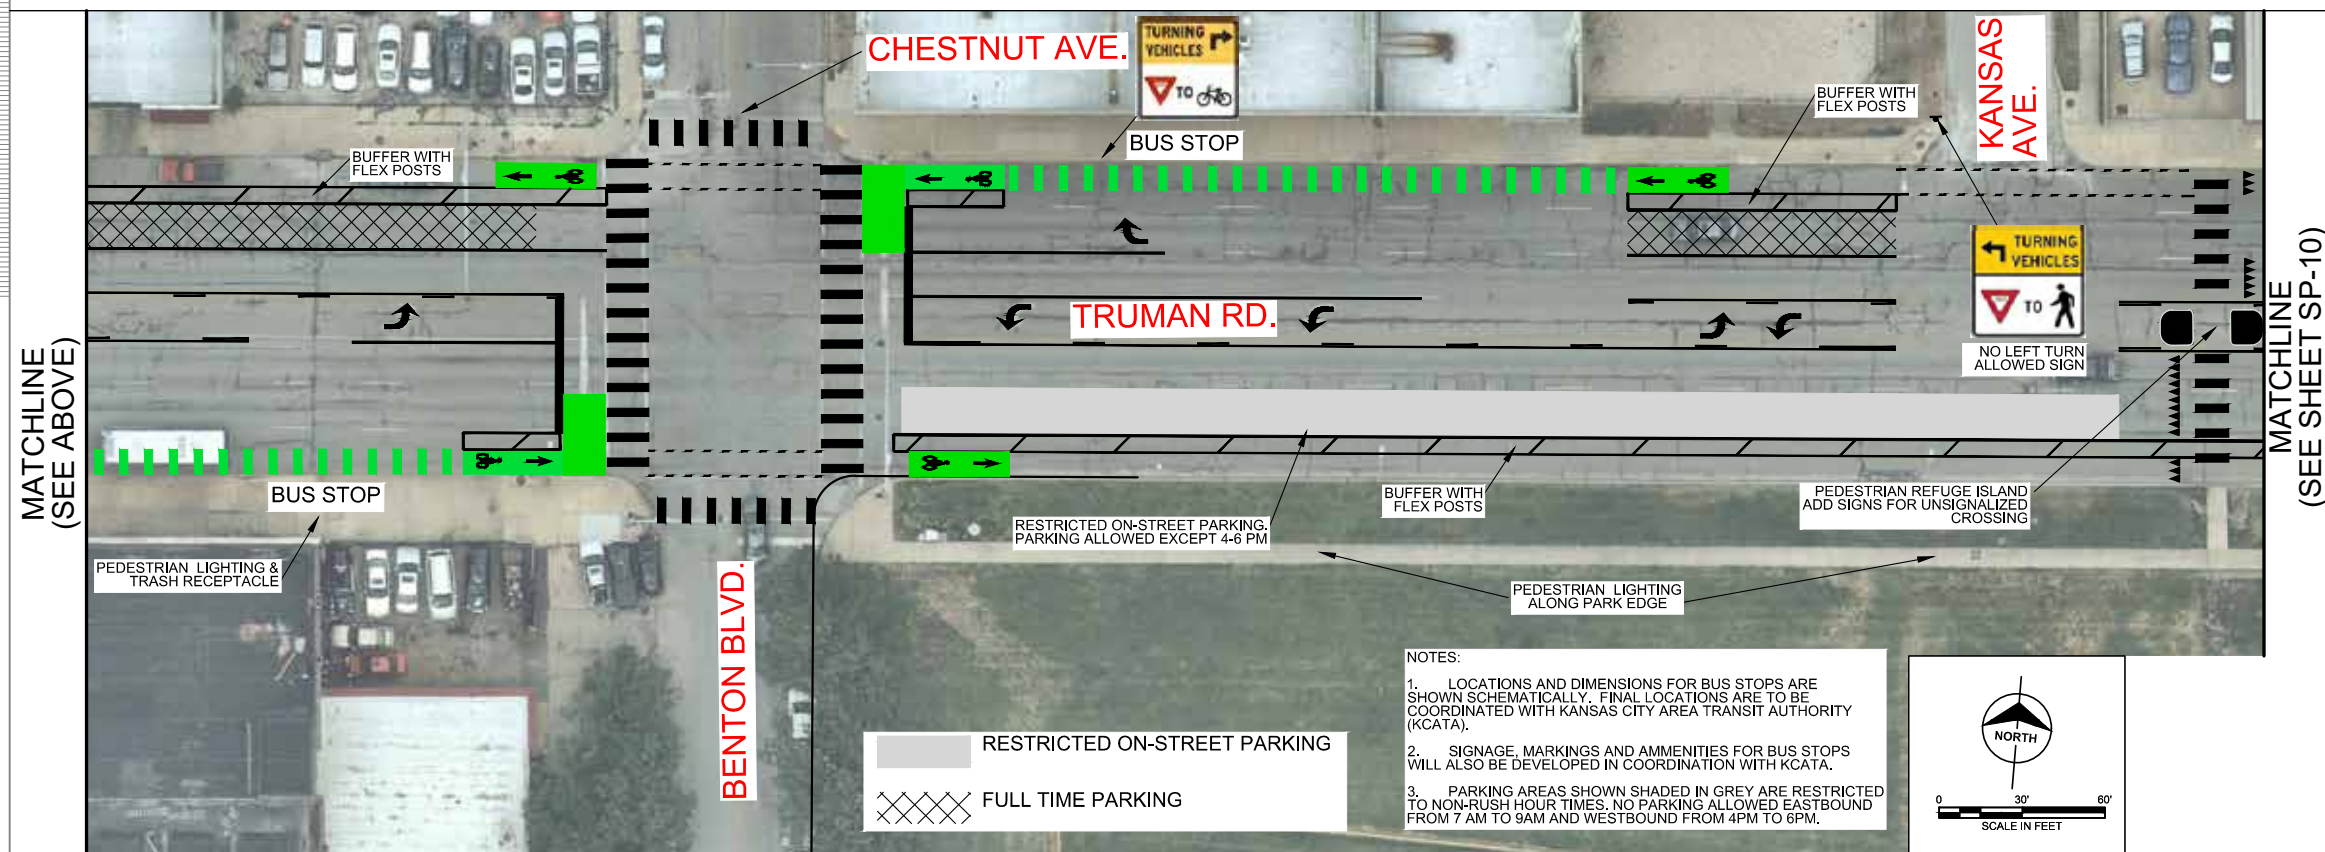 CHESTNUT AVE.
TURNING
VEHICLES
TO
BUS STOP
BUFFER WITH
FLEX POSTS
KANSAS
AVE.
BUFFER WITH
FLEX POSTS
TURNING
VEHICLES
TO
NO LEFT TURN
ALLOWED SIGN
TRUMAN RD.
MATCHLINE
(SEE ABOVE)
MATCHLINE
(SEE SHEET SP-10)
BUS STOP
PEDESTRIAN LIGHTING &
TRASH RECEPTACLE
BENTON BLVD.
RESTRICTED ON-STREET PARKING.
PARKING ALLOWED EXCEPT 4-6 PM
BUFFER WITH
FLEX POSTS
PEDESTRIAN REFUGE ISLAND
ADD SIGNS FOR UNSIGNALIZED
CROSSING
PEDESTRIAN LIGHTING
ALONG PARK EDGE
RESTRICTED ON-STREET PARKING
FULL TIME PARKING
NOTES:
1. LOCATIONS AND DIMENSIONS FOR BUS STOPS ARE
SHOWN SCHEMATICALLY. FINAL LOCATIONS ARE TO BE
COORDINATED WITH KANSAS CITY AREA TRANSIT AUTHORITY
(KCATA).
2. SIGNAGE, MARKINGS AND AMMENITIES FOR BUS STOPS
WILL ALSO BE DEVELOPED IN COORDINATION WITH KCATA.
3. PARKING AREAS SHOWN SHADED IN GREY ARE RESTRICTED
TO NON-RUSH HOUR TIMES. NO PARKING ALLOWED EASTBOUND
FROM 7 AM TO 9AM AND WESTBOUND FROM 4PM TO 6PM.
NORTH
0 30' 60'
SCALE IN FEET